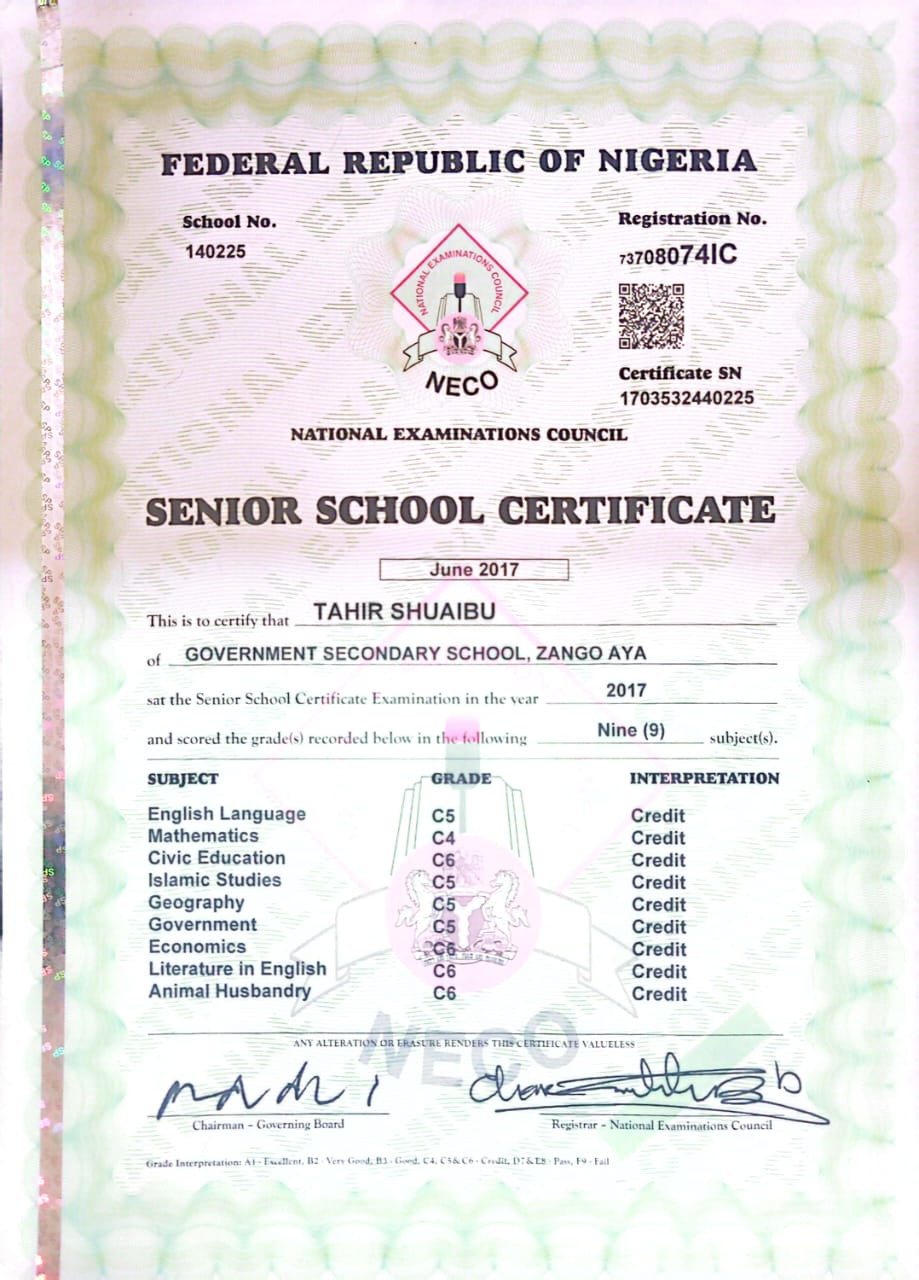 FEDERAL REPUBLIC OF NIGERIA
School No.
140225
Registration No.
73708074IC
NATIONAL EXAMINATIONS COUNCIL
NECO
Certificate SN
1703532440225
NATIONAL EXAMINATIONS COUNCIL
SENIOR SCHOOL CERTIFICATE
June 2017
This is to certify that TAHIR SHUAIBU
of GOVERNMENT SECONDARY SCHOOL, ZANGO AYA
sat the Senior School Certificate Examination in the year 2017
and scored the grade(s) recorded below in the following Nine (9) subject(s).
SUBJECT GRADE INTERPRETATION
English Language C5 Credit
Mathematics C4 Credit
Civic Education C6 Credit
Islamic Studies C5 Credit
Geography C5 Credit
Government C5 Credit
Economics C6 Credit
Literature in English C6 Credit
Animal Husbandry C6 Credit
NECO
ANY ALTERATION OR ERASURE RENDERS THIS CERTIFICATE VALUELESS
Chairman - Governing Board
Registrar - National Examinations Council
Grade Interpretation: A1 - Excellent, B2 - Very Good, B3 - Good, C4, C5 & C6 - Credit, D7 & E8 - Pass, F9 - Fail